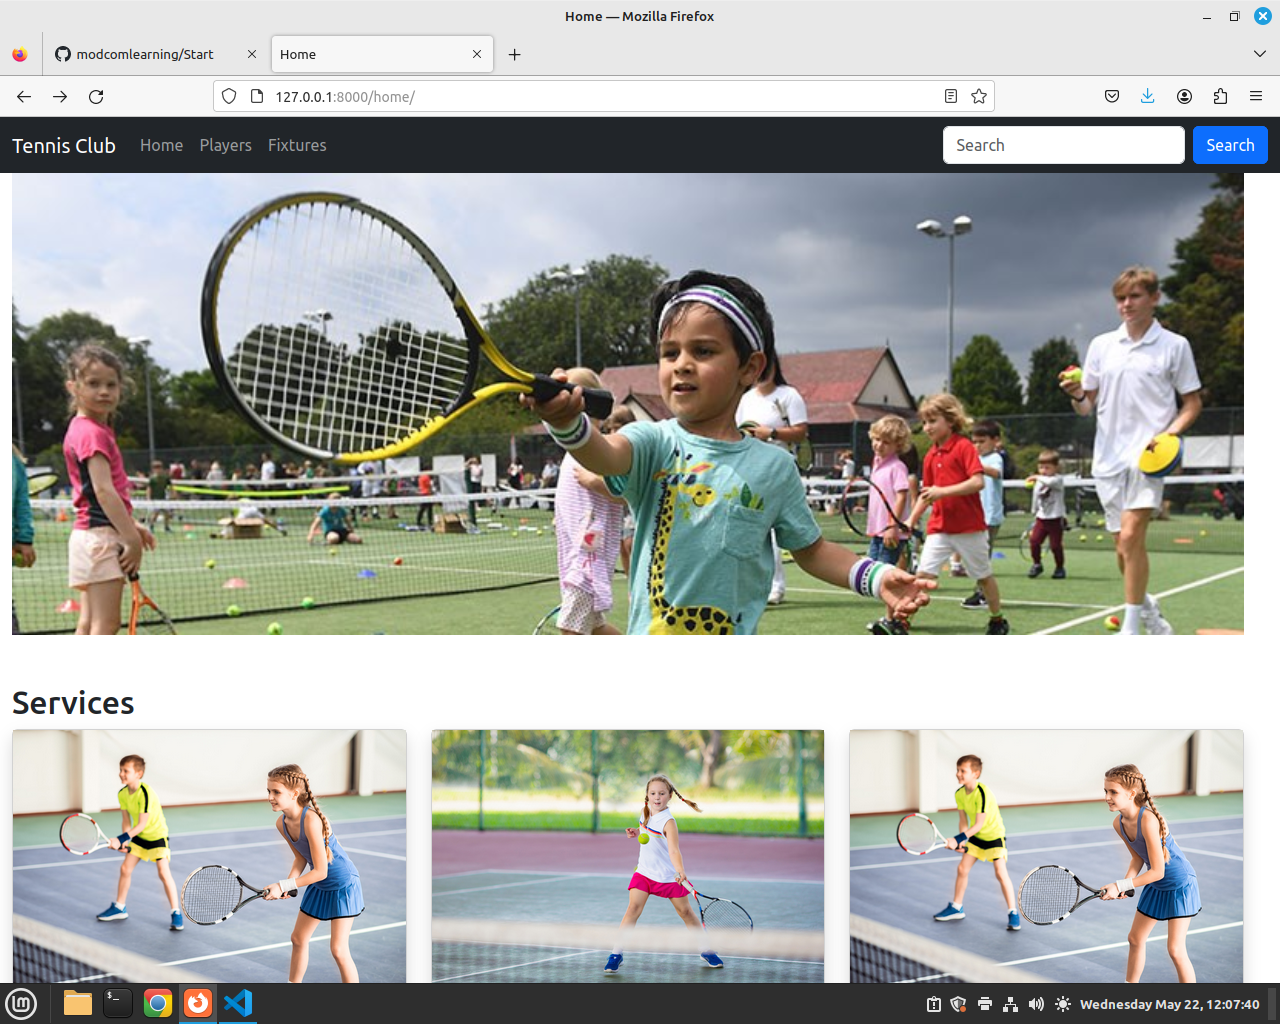 Home — Mozilla Firefox
modcomlearning/Start
Home
127.0.0.1:8000/home/
Tennis Club
Home
Players
Fixtures
Search
Search
Services
$_
lm
Wednesday May 22, 12:07:40